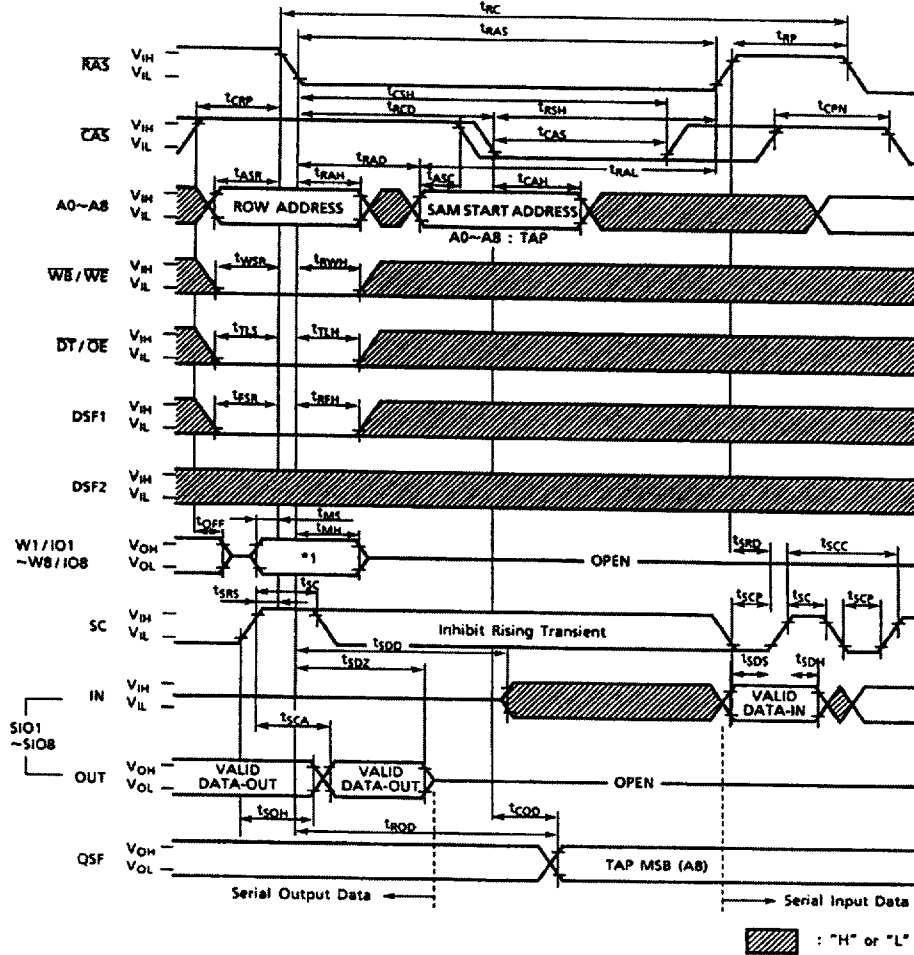 tRC
tRAS
tRP
RAS VIH VIL
tCSH
tCRP tRCD tRSH tCPN
CAS VIH VIL
tCAS
tRAD tRAL
tASR tRAH tASC tCAH
A0~A8 VIH VIL ROW ADDRESS SAM START ADDRESS
A0~A8 : TAP
WB/WE VIH VIL tWSR tRWH
DT/OE VIH VIL tTLS tTLH
DSF1 VIH VIL tFSR tRFH
DSF2 VIH VIL
tOFF tMS
tMH
W1/IO1
~W8/IO8 VOH VOL *1 OPEN tSRD tSCC
tSRS tSC tSCP tSC tSCP
SC VIH VIL Inhibit Rising Transient
tSDD
tSDZ tSDS tSDH
IN VIH VIL VALID
DATA-IN
SIO1
~SIO8
tSCA
OUT VOH VOL VALID
DATA-OUT VALID
DATA-OUT OPEN
tSOH tROD tCOD
QSF VOH VOL TAP MSB (A8)
Serial Output Data Serial Input Data
: "H" or "L"